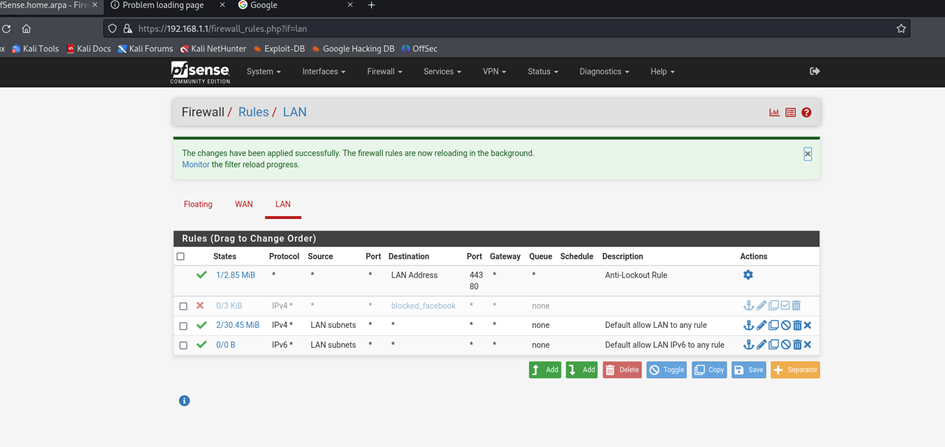 fSense.home.arpa - Fire
Problem loading page
Google
https://192.168.1.1/firewall_rules.php?if=lan
Kali Tools Kali Docs Kali Forums Kali NetHunter Exploit-DB Google Hacking DB OffSec
pfsense COMMUNITY EDITION
System Interfaces Firewall Services VPN Status Diagnostics Help
Firewall / Rules / LAN
The changes have been applied successfully. The firewall rules are now reloading in the background.
Monitor the filter reload progress.
Floating WAN LAN
Rules (Drag to Change Order)
States Protocol Source Port Destination Port Gateway Queue Schedule Description Actions
1/2.85 MiB * * * LAN Address 443 * * Anti-Lockout Rule
80
0/3 KiB IPv4 * * * blocked_facebook * * none
2/30.45 MiB IPv4 * LAN subnets * * * * none Default allow LAN to any rule
0/0 B IPv6 * LAN subnets * * * * none Default allow LAN IPv6 to any rule
Add Add Delete Toggle Copy Save Separator